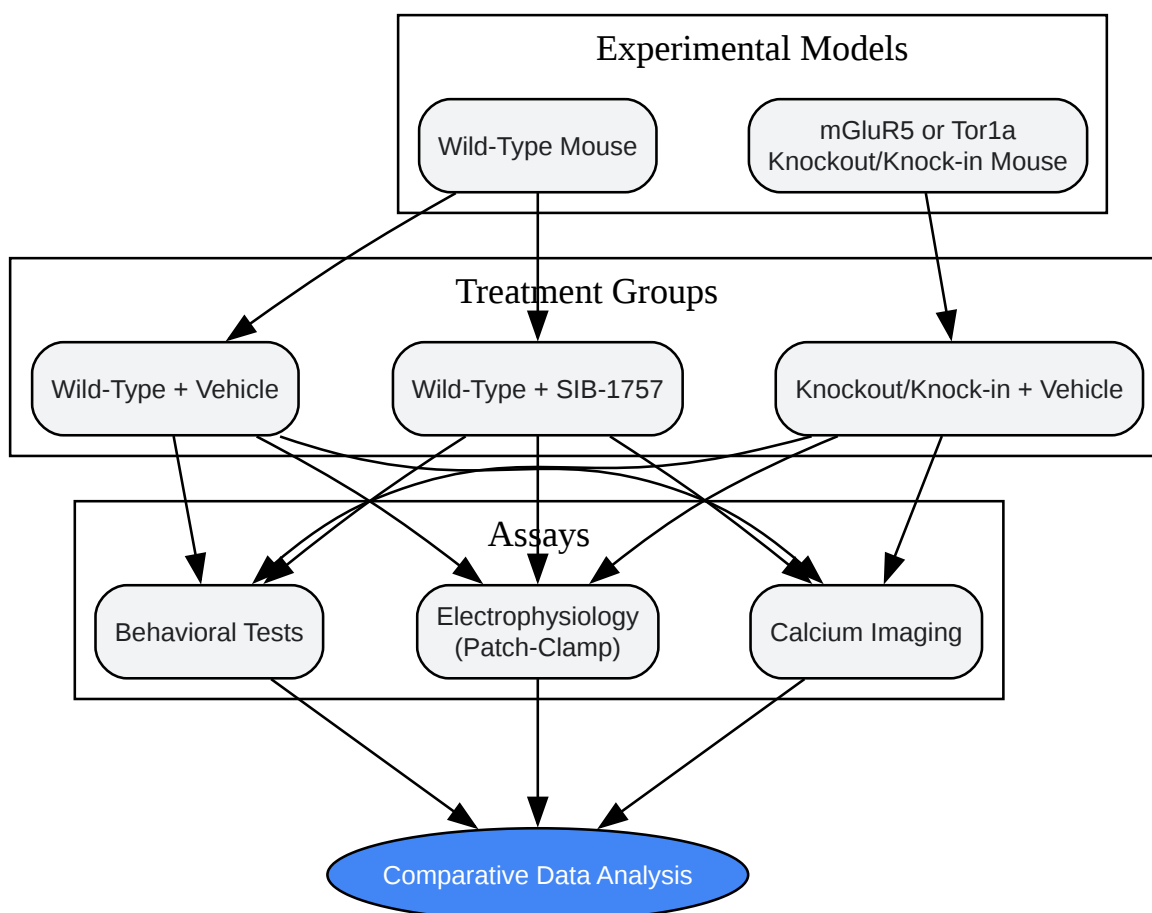 Experimental Models
Wild-Type Mouse
mGluR5 or Tor1a
Knockout/Knock-in Mouse
Treatment Groups
Wild-Type + Vehicle
Wild-Type + SIB-1757
Knockout/Knock-in + Vehicle
Assays
Behavioral Tests
Electrophysiology
(Patch-Clamp)
Calcium Imaging
Comparative Data Analysis